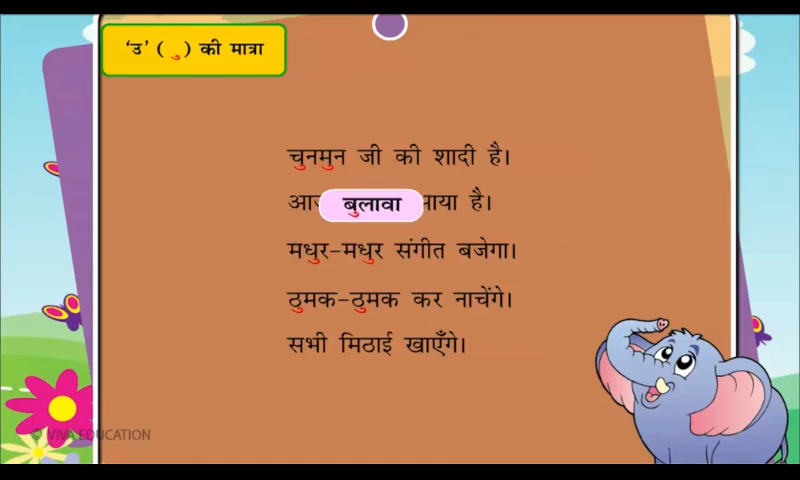 ‘उ’ ( ु ) की मात्रा
चुनमुन जी की शादी है।
बुलावा है।
मधुर-मधुर संगीत बजेगा।
ठुमक-ठुमक कर नाचेंगे।
सभी मिठाई खाएँगे।
© VIVA EDUCATION